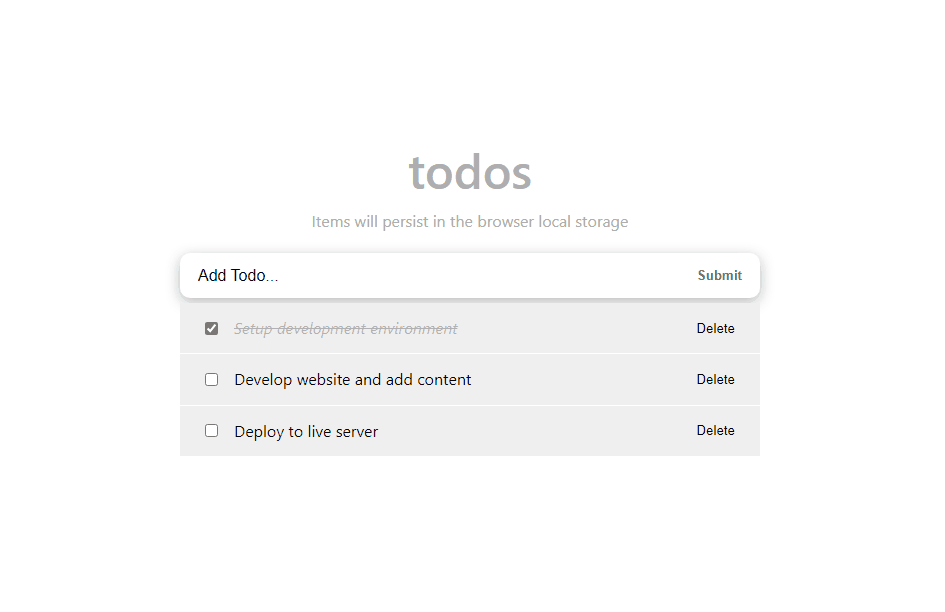 todos
Items will persist in the browser local storage
Add Todo... Submit
Setup development environment Delete
Develop website and add content Delete
Deploy to live server Delete